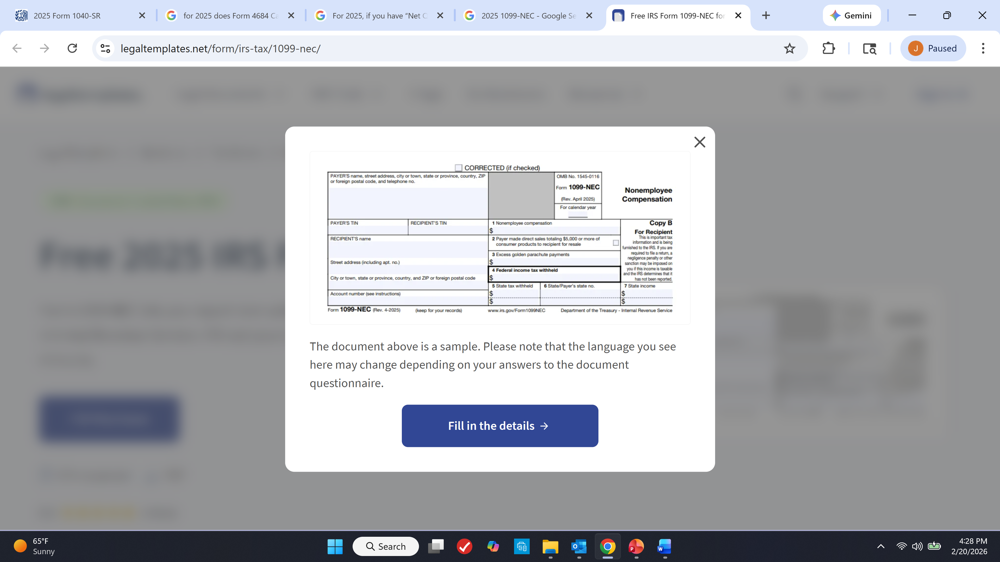 2025 Form 1040-SR
for 2025 does Form 4684 Ca
For 2025, if you have “Net
2025 1099-NEC - Google Se
Free IRS Form 1099-NEC for
Gemini
legaltemplates.net/form/irs-tax/1099-nec/
J
Paused
Free 2025 IRS
CORRECTED (if checked)
PAYER'S name, street address, city or town, state or province, country, ZIP
or foreign postal code, and telephone no.
OMB No. 1545-0116
Form 1099-NEC
(Rev. April 2025)
For calendar year
Nonemployee
Compensation
PAYER'S TIN
RECIPIENT'S TIN
1 Nonemployee compensation
$
Copy B
For Recipient
This is important tax
information and is being
furnished to the IRS. If you are
required to file a return, a
negligence penalty or other
sanction may be imposed on
you if this income is taxable
and the IRS determines that it
has not been reported.
RECIPIENT'S name
2 Payer made direct sales totaling $5,000 or more of
consumer products to recipient for resale
3 Excess golden parachute payments
$
Street address (including apt. no.)
4 Federal income tax withheld
$
City or town, state or province, country, and ZIP or foreign postal code
5 State tax withheld
$
$
6 State/Payer's state no.
7 State income
$
$
Account number (see instructions)
Form 1099-NEC (Rev. 4-2025)
(keep for your records)
www.irs.gov/Form1099NEC
Department of the Treasury - Internal Revenue Service
The document above is a sample. Please note that the language you see
here may change depending on your answers to the document
questionnaire.
Fill in the details →
65°F
Sunny
Search
4:28 PM
2/20/2026